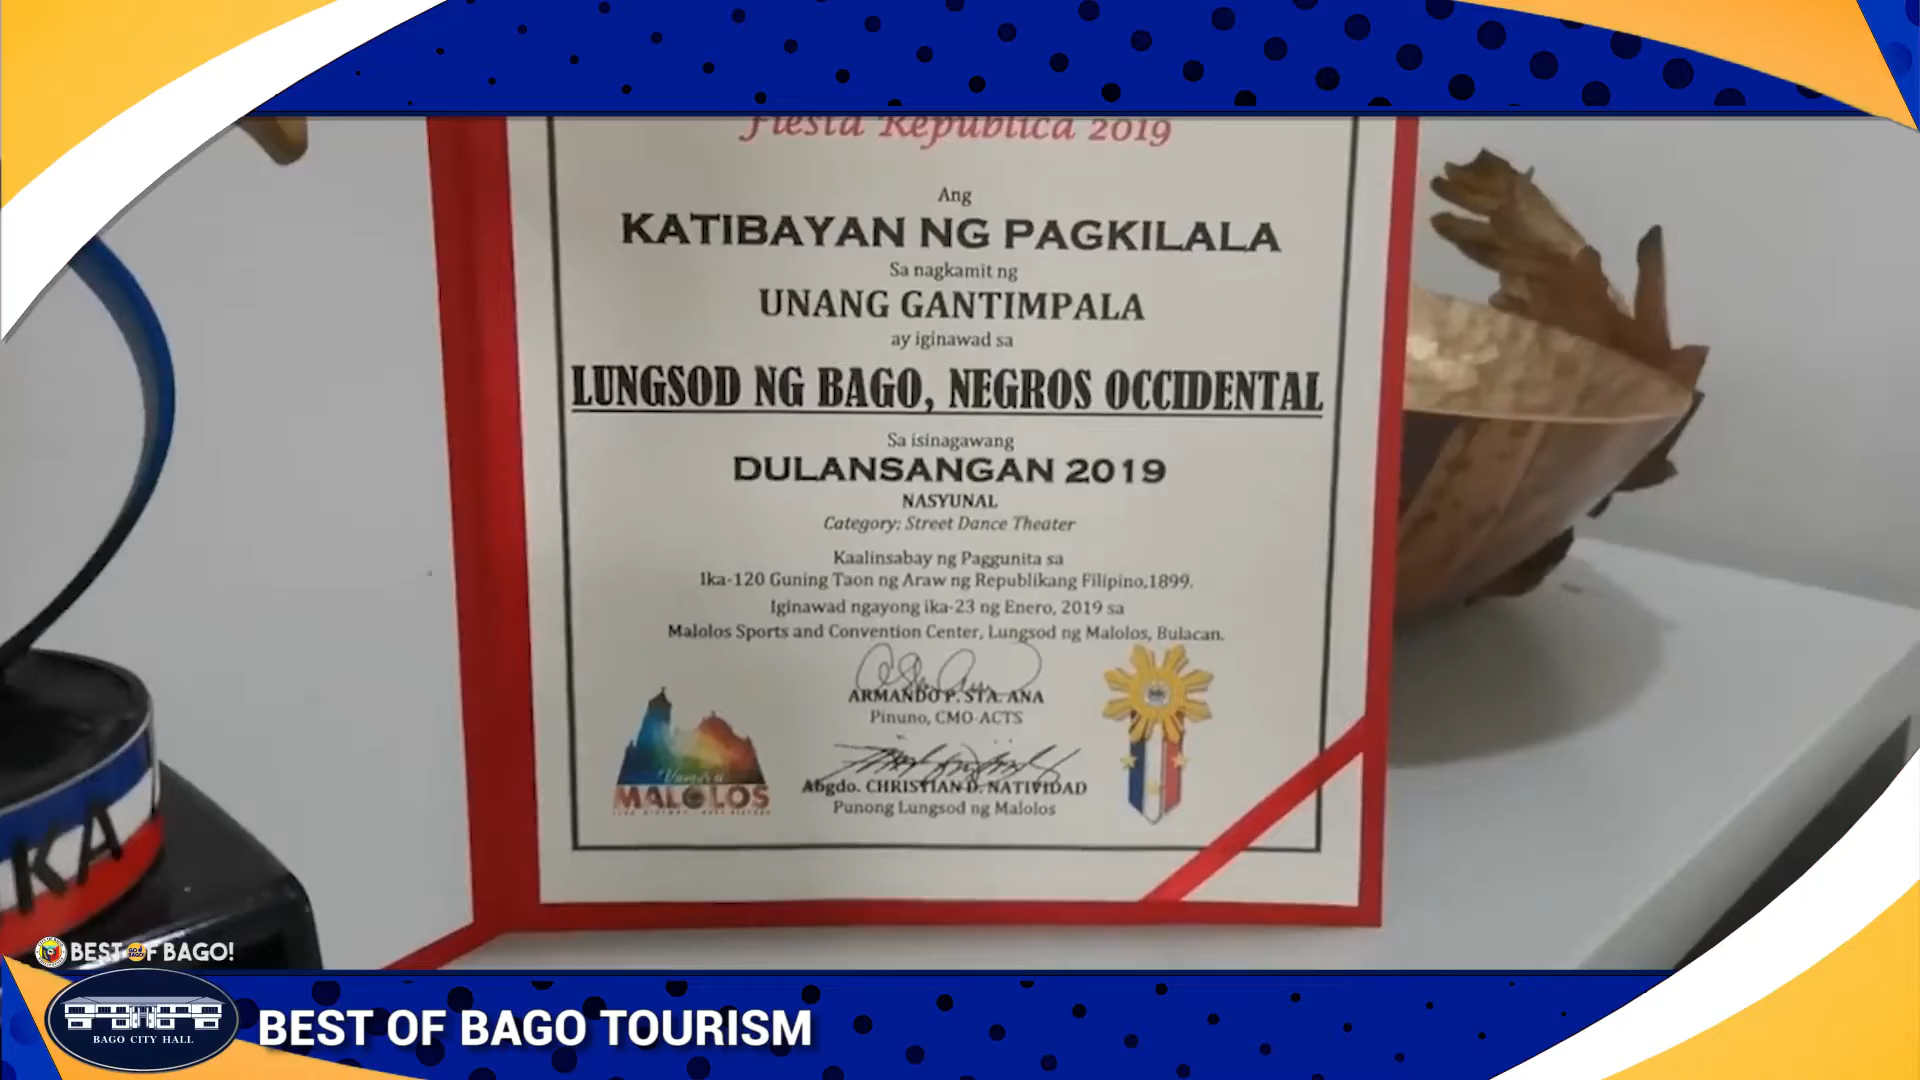 Fiesta Republica 2019
Ang
KATIBAYAN NG PAGKILALA
Sa nagkamit ng
UNANG GANTIMPALA
ay iginawad sa
LUNGSOD NG BAGO, NEGROS OCCIDENTAL
Sa isinagawang
DULANSANGAN 2019
NASYUNAL
Category: Street Dance Theater
Kaalinsabay ng Paggunita sa
Ika-120 Guning Taon ng Araw ng Republikang Filipino,1899.
Iginawad ngayong ika-23 ng Enero, 2019 sa
Malolos Sports and Convention Center, Lungsod ng Malolos, Bulacan.
ARMANDO P. STA. ANA
Pinuno, CMO-ACTS
Abgdo. CHRISTIAN D. NATIVIDAD
Punong Lungsod ng Malolos
MALOLOS
KA
BEST OF BAGO!
BAGO CITY HALL
BEST OF BAGO TOURISM